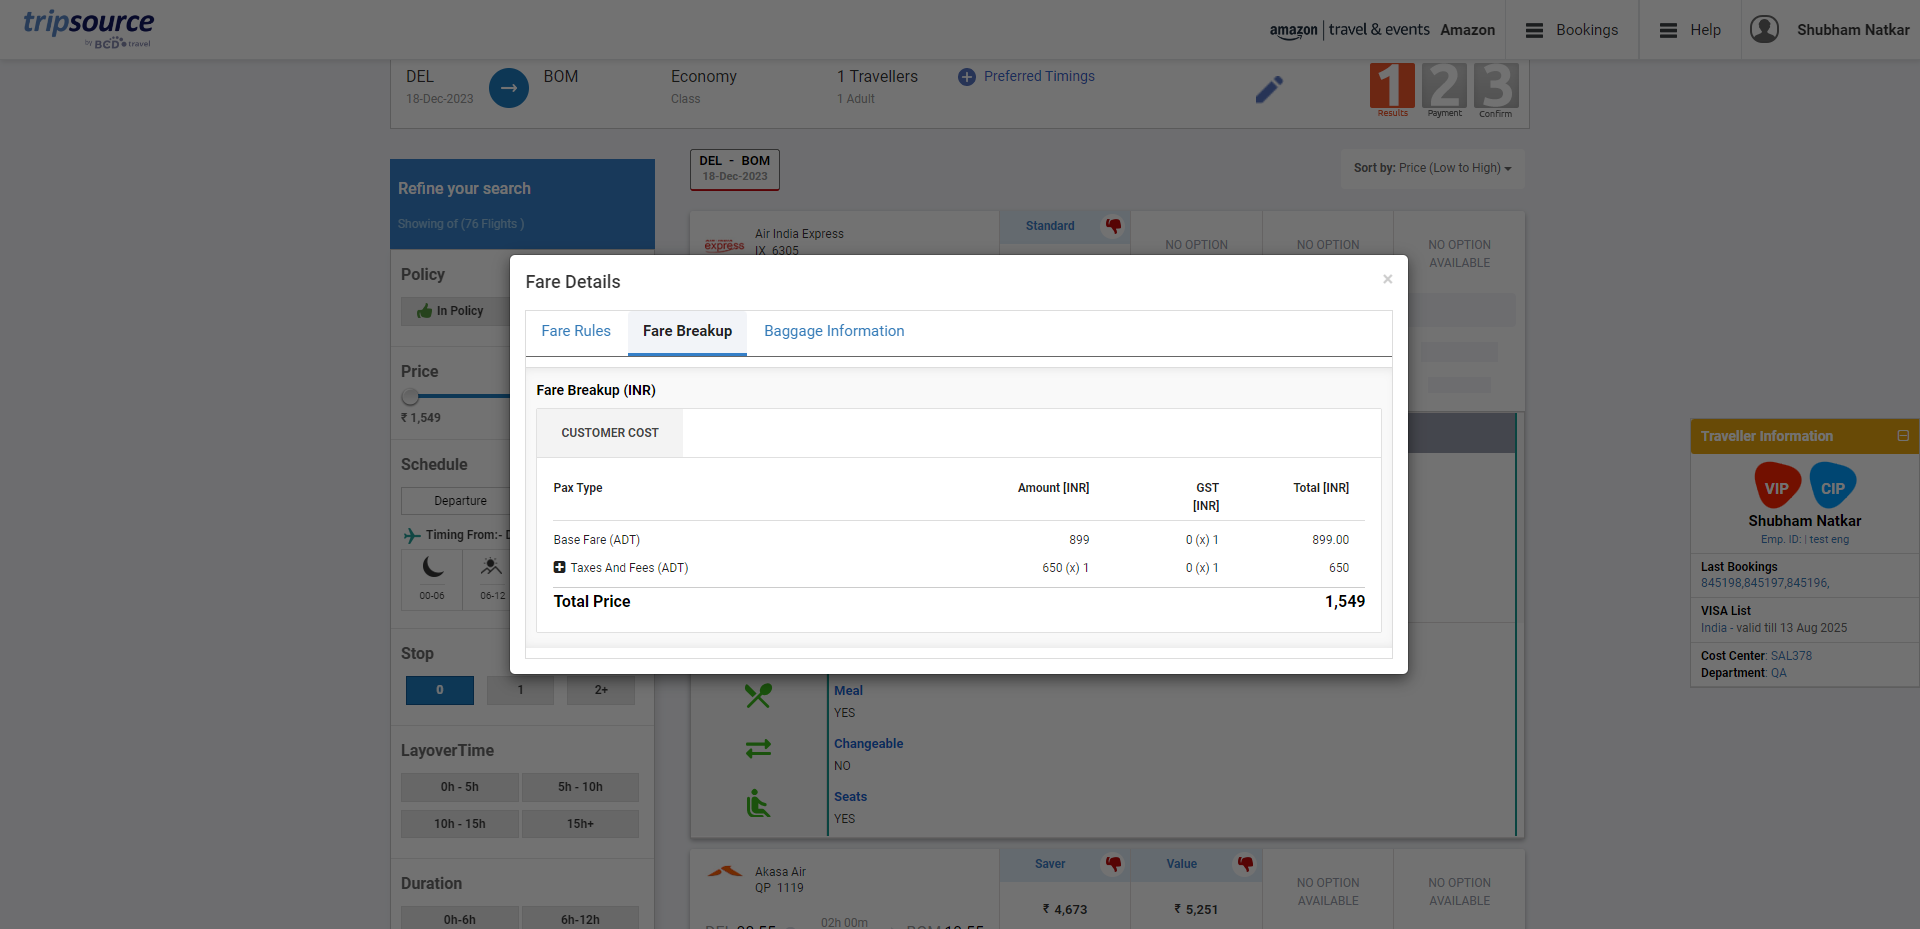 tripsource
by BCD travel
amazon | travel & events Amazon
Bookings
Help
Shubham Natkar
DEL
18-Dec-2023
BOM
Economy
Class
1 Travellers
1 Adult
Preferred Timings
1 2 3
Results Payment Confirm
Refine your search
Showing of (76 Flights )
DEL - BOM
18-Dec-2023
Sort by: Price (Low to High)
Policy
In Policy
Price
₹ 1,549
Schedule
Departure
Timing From:-
00-06
06-12
Stop
0
1
2+
LayoverTime
0h - 5h
5h - 10h
10h - 15h
15h+
Duration
0h-6h
6h-12h
express
Air India Express
IX 6305
Standard
NO OPTION
NO OPTION
NO OPTION
AVAILABLE
Fare Details
×
Fare Rules
Fare Breakup
Baggage Information
Fare Breakup (INR)
CUSTOMER COST
Pax Type
Amount [INR]
GST
[INR]
Total [INR]
Base Fare (ADT) 899 0 (x) 1 899.00
Taxes And Fees (ADT) 650 (x) 1 0 (x) 1 650
Total Price 1,549
Meal
YES
Changeable
NO
Seats
YES
Akasa Air
QP 1119
02h 00m
Saver
₹ 4,673
Value
₹ 5,251
NO OPTION
AVAILABLE
NO OPTION
AVAILABLE
Traveller Information
VIP
CIP
Shubham Natkar
Emp. ID: | test eng
Last Bookings
845198,845197,845196,
VISA List
India - valid till 13 Aug 2025
Cost Center: SAL378
Department: QA